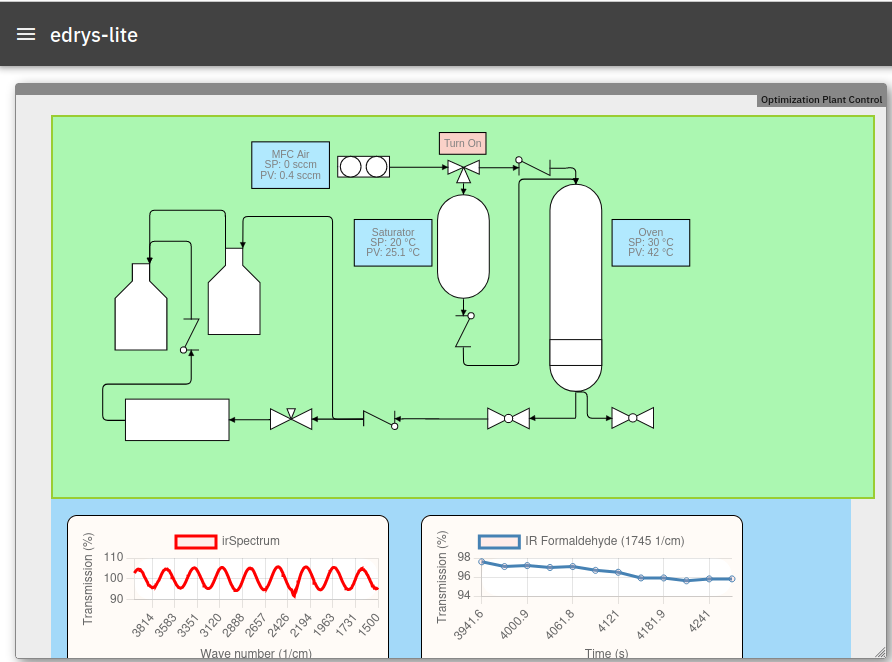 edrys-lite
Optimization Plant Control
Turn On
MFC Air
SP: 0 sccm
PV: 0.4 sccm
Saturator
SP: 20 °C
PV: 25.1 °C
Oven
SP: 30 °C
PV: 42 °C
irSpectrum
Transmission (%)
110
100
90
3814
3583
3351
3120
2888
2657
2426
2194
1963
1731
1500
Wave number (1/cm)
IR Formaldehyde (1745 1/cm)
Transmission (%)
98
96
94
3941.6
4000.9
4061.8
4121
4181.9
4241
Time (s)